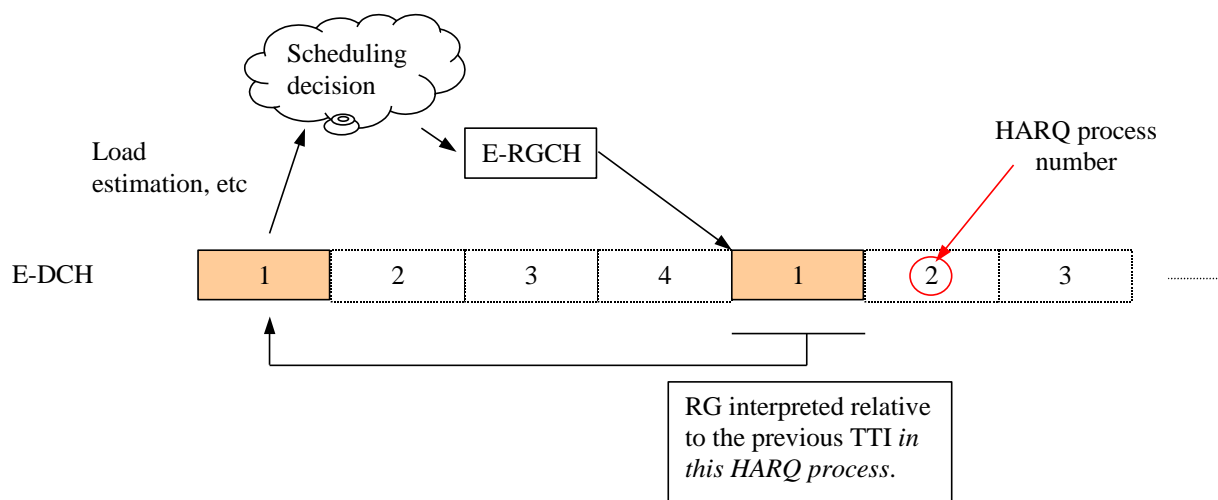 Scheduling
decision
Load
estimation, etc
E-RGCH
HARQ process
number
E-DCH
1
2
3
4
1
2
3
RG interpreted relative
to the previous TTI in
this HARQ process.